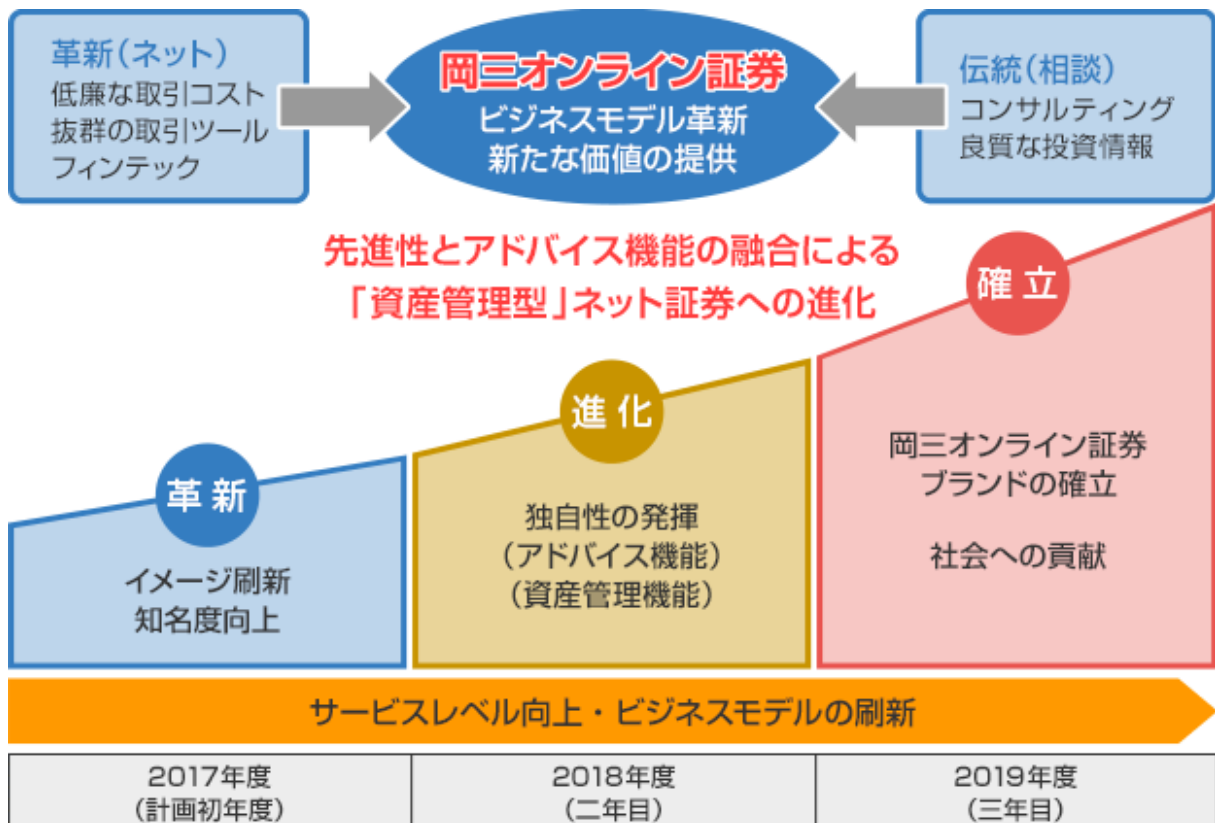 革新（ネット）
低廉な取引コスト
抜群の取引ツール
フィンテック
岡三オンライン証券
ビジネスモデル革新
新たな価値の提供
伝統（相談）
コンサルティング
良質な投資情報
先進性とアドバイス機能の融合による
「資産管理型」ネット証券への進化
革新
イメージ刷新
知名度向上
進化
独自性の発揮
（アドバイス機能）
（資産管理機能）
確立
岡三オンライン証券
ブランドの確立
社会への貢献
サービスレベル向上・ビジネスモデルの刷新
2017年度
（計画初年度）
2018年度
（二年目）
2019年度
（三年目）